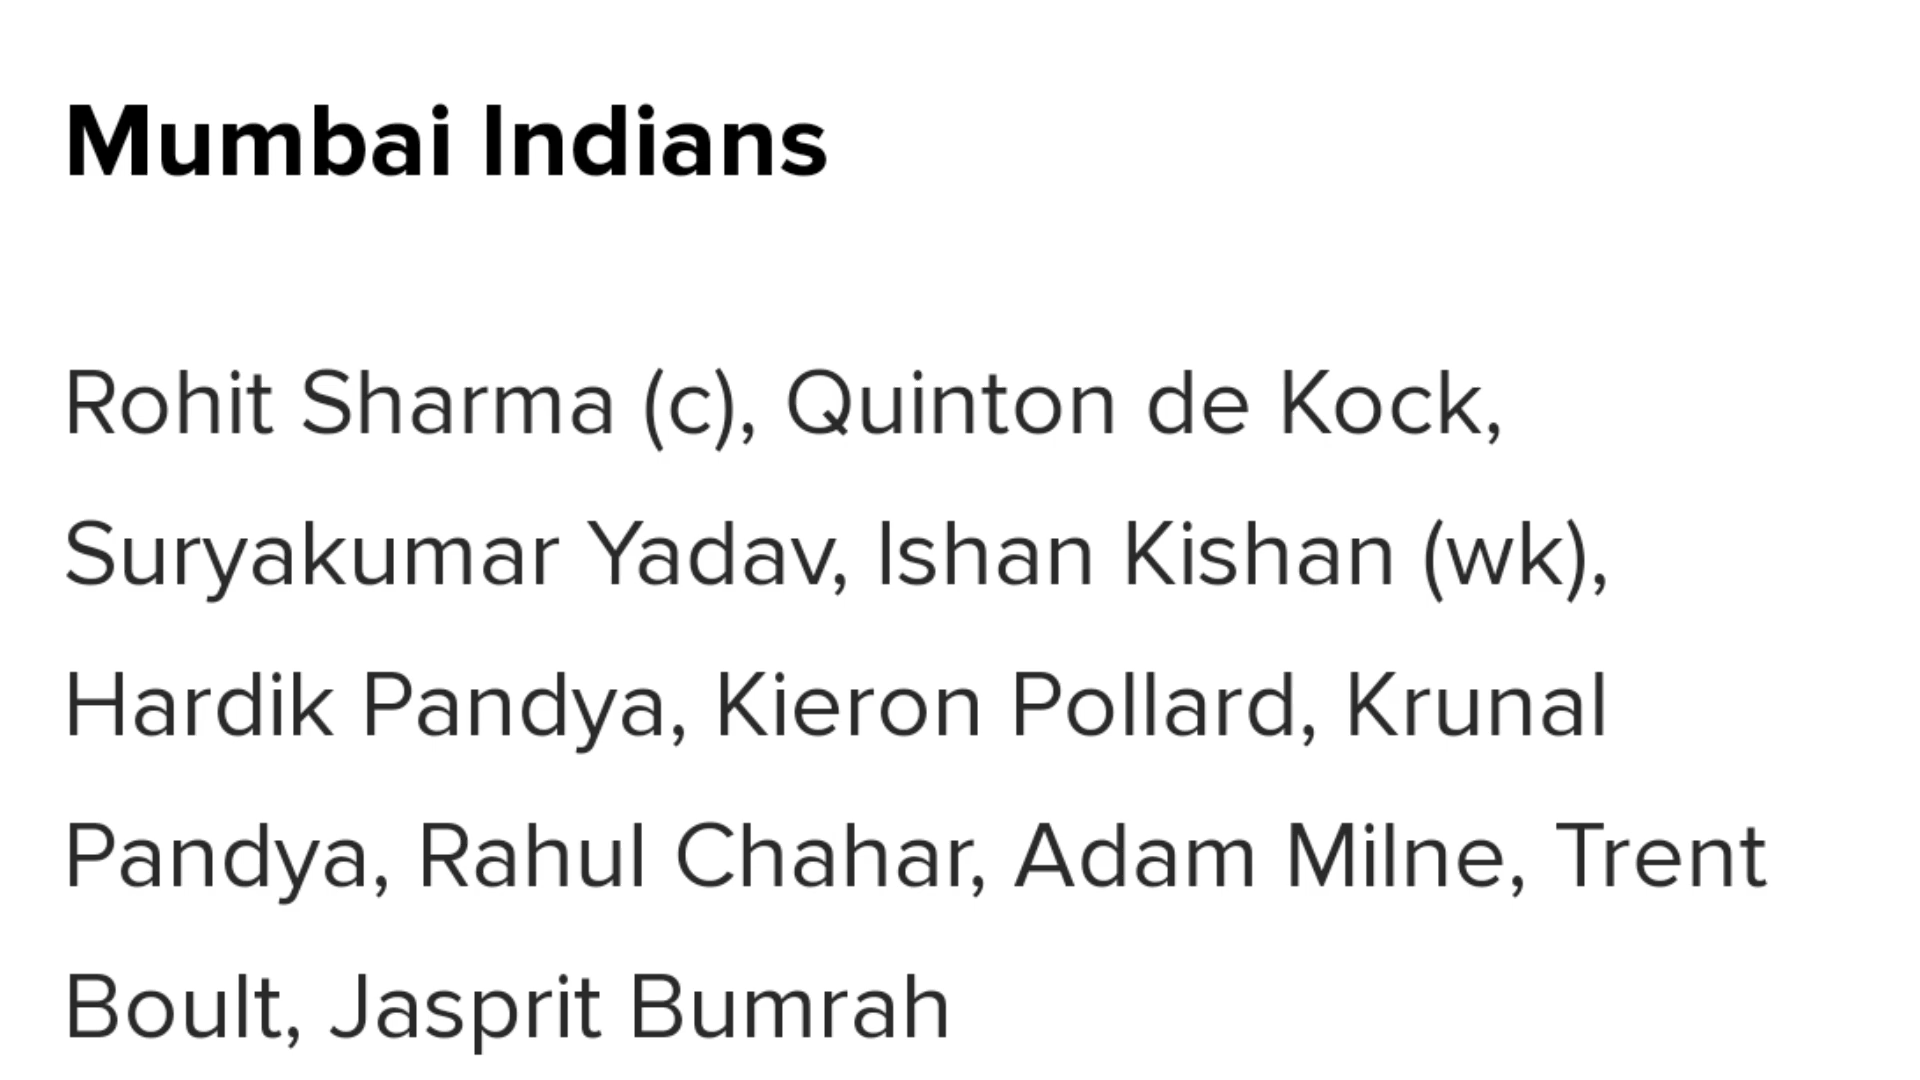 Mumbai Indians
Rohit Sharma (c), Quinton de Kock,
Suryakumar Yadav, Ishan Kishan (wk),
Hardik Pandya, Kieron Pollard, Krunal
Pandya, Rahul Chahar, Adam Milne, Trent
Boult, Jasprit Bumrah